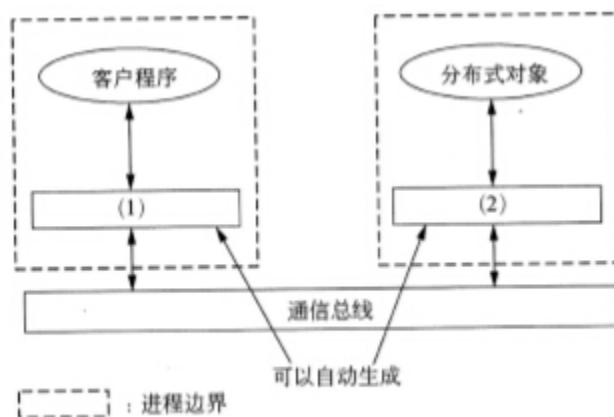 客户程序
分布式对象
(1)
(2)
通信总线
可以自动生成
：进程边界